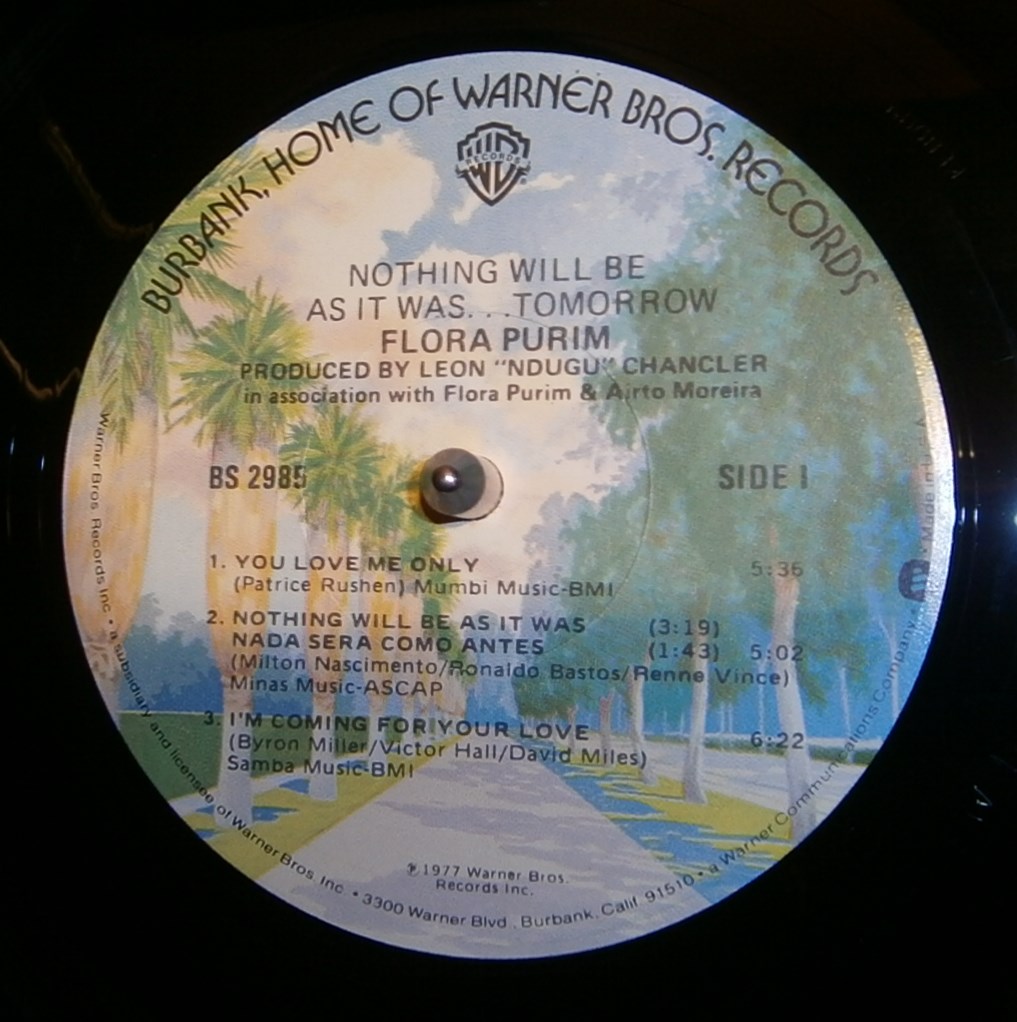 BURBANK, HOME OF WARNER BROS. RECORDS
RECORDS
NOTHING WILL BE
AS IT WAS...TOMORROW
FLORA PURIM
PRODUCED BY LEON "NDUGU" CHANCLER
in association with Flora Purim & Airto Moreira
BS 2985 SIDE I
1. YOU LOVE ME ONLY 5:36
(Patrice Rushen) Mumbi Music-BMI
2. NOTHING WILL BE AS IT WAS (3:19)
NADA SERA COMO ANTES (1:43) 5:02
(Milton Nascimento/Ronaldo Bastos/Renne Vince)
Minas Music-ASCAP
3. I'M COMING FOR YOUR LOVE 6:22
(Byron Miller/Victor Hall/David Miles)
Samba Music-BMI
℗1977 Warner Bros.
Records Inc.
Warner Bros. Records Inc. • a subsidiary and licensee of Warner Bros. Inc. • 3300 Warner Blvd., Burbank, Calif. 91510 • a Warner Communications Company. • Made in U.S.A.